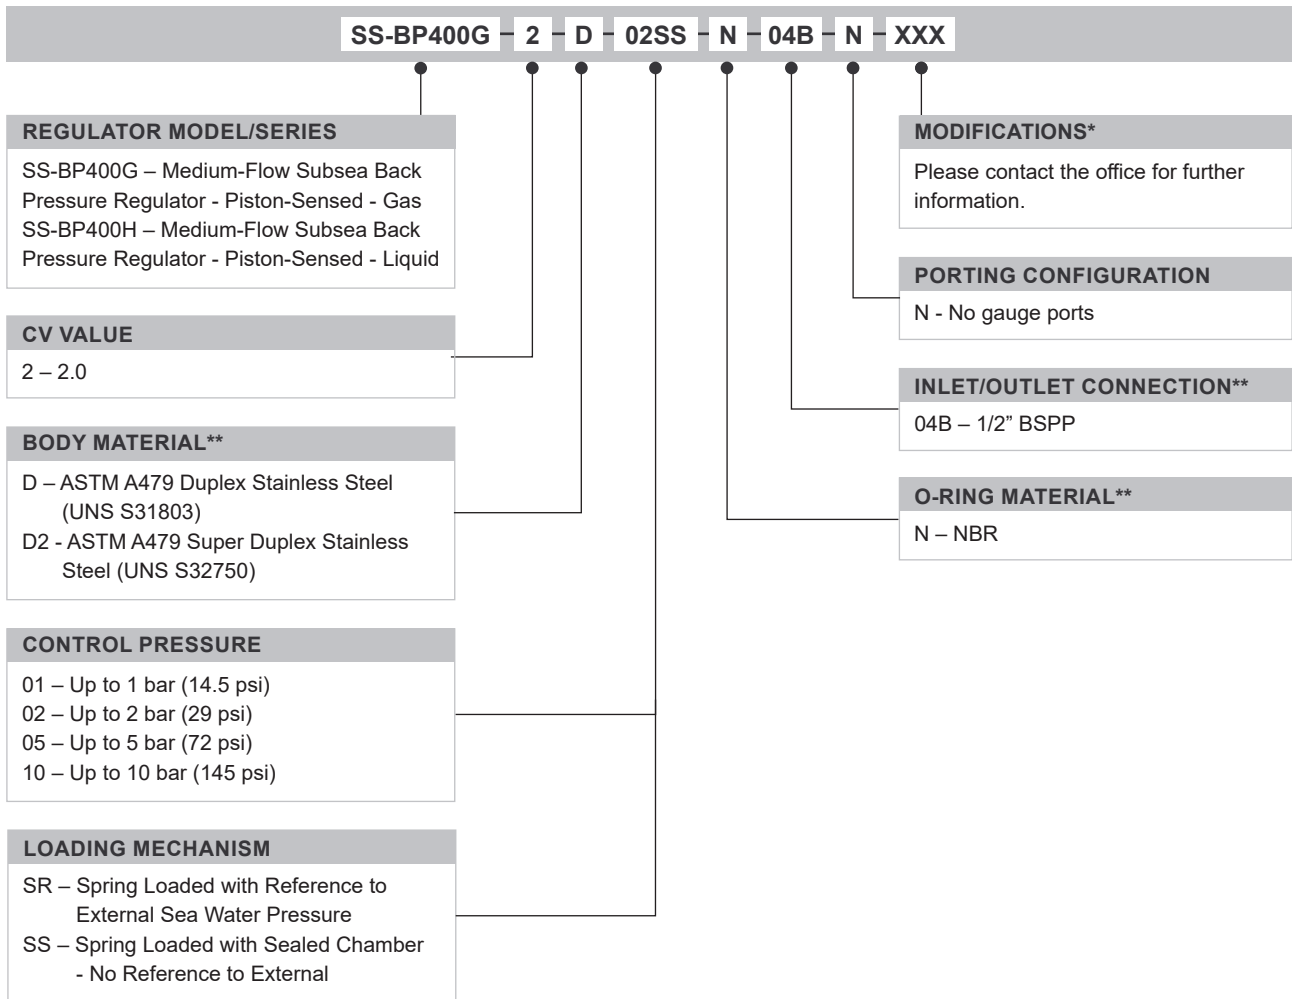 SS-BP400G 2 D 02SS N 04B N XXX
REGULATOR MODEL/SERIES
SS-BP400G – Medium-Flow Subsea Back
Pressure Regulator - Piston-Sensed - Gas
SS-BP400H – Medium-Flow Subsea Back
Pressure Regulator - Piston-Sensed - Liquid
CV VALUE
2 – 2.0
BODY MATERIAL**
D – ASTM A479 Duplex Stainless Steel
(UNS S31803)
D2 - ASTM A479 Super Duplex Stainless
Steel (UNS S32750)
CONTROL PRESSURE
01 – Up to 1 bar (14.5 psi)
02 – Up to 2 bar (29 psi)
05 – Up to 5 bar (72 psi)
10 – Up to 10 bar (145 psi)
LOADING MECHANISM
SR – Spring Loaded with Reference to
External Sea Water Pressure
SS – Spring Loaded with Sealed Chamber
- No Reference to External
MODIFICATIONS*
Please contact the office for further
information.
PORTING CONFIGURATION
N - No gauge ports
INLET/OUTLET CONNECTION**
04B – 1/2” BSPP
O-RING MATERIAL**
N – NBR